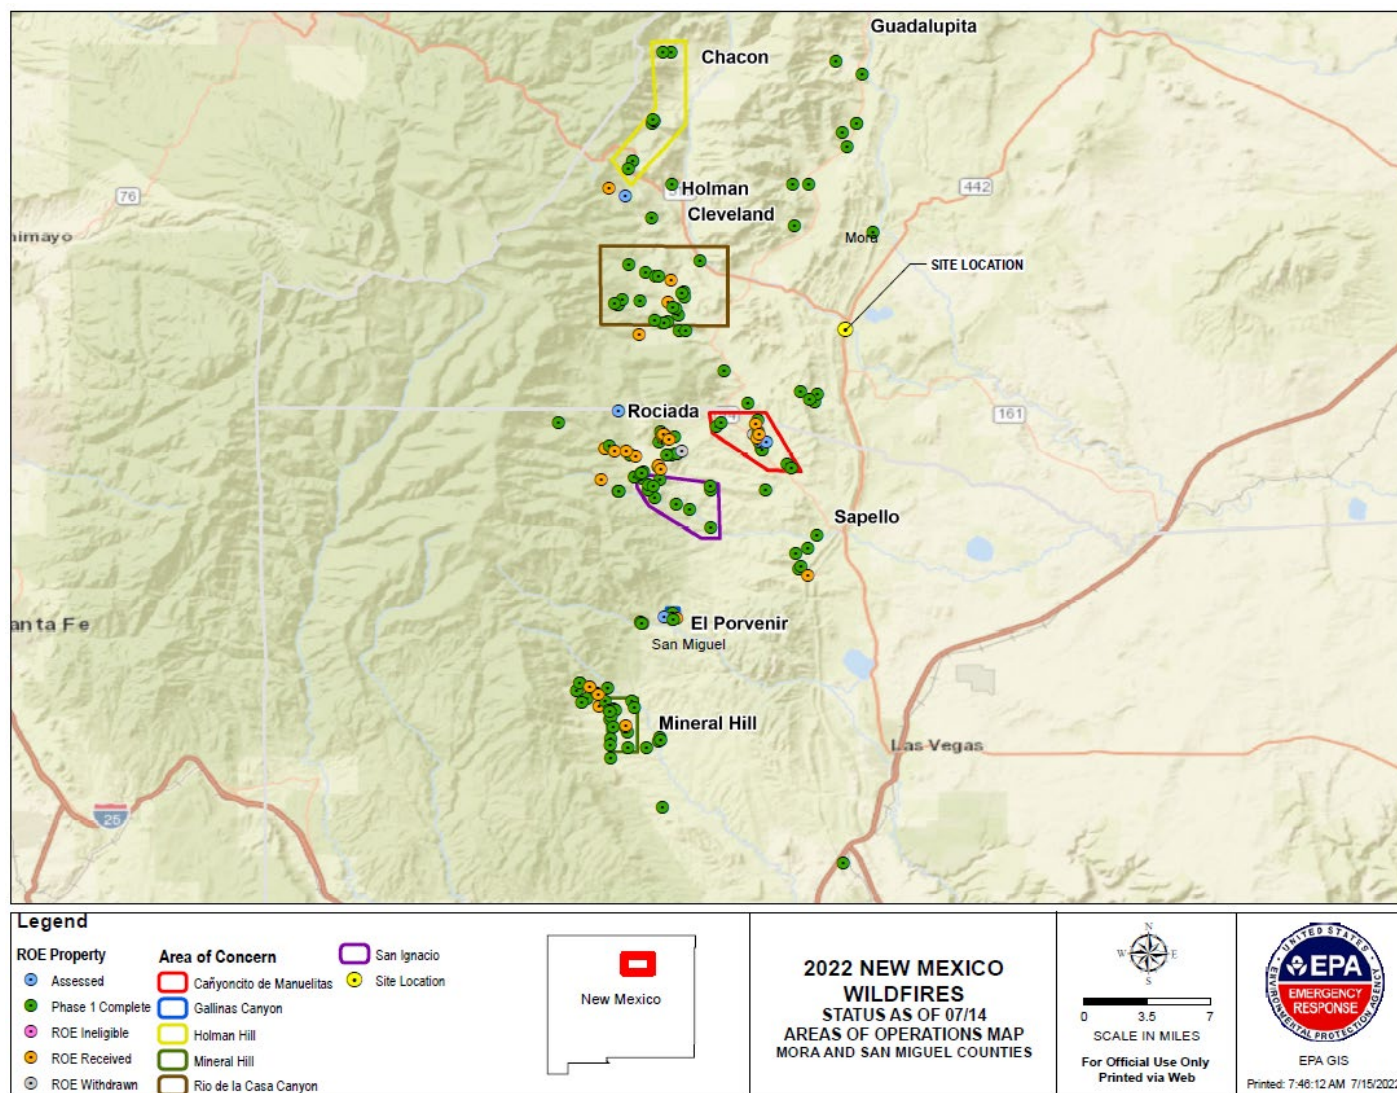 Guadalupita
Chacon
76
442
Holman
Cleveland
himayo
Mora
SITE LOCATION
Rociada
161
Sapello
anta Fe
El Porvenir
San Miguel
Mineral Hill
Las Vegas
25
Legend
ROE Property
Assessed
Phase 1 Complete
ROE Ineligible
ROE Received
ROE Withdrawn
Area of Concern
Cañyoncito de Manuelitas
Gallinas Canyon
Holman Hill
Mineral Hill
Rio de la Casa Canyon
San Ignacio
Site Location
New Mexico
2022 NEW MEXICO
WILDFIRES
STATUS AS OF 07/14
AREAS OF OPERATIONS MAP
MORA AND SAN MIGUEL COUNTIES
N
W E
S
0 3.5 7
SCALE IN MILES
For Official Use Only
Printed via Web
UNITED STATES
EPA
EMERGENCY
RESPONSE
ENVIRONMENTAL PROTECTION AGENCY
EPA GIS
Printed: 7:46:12 AM 7/15/2022